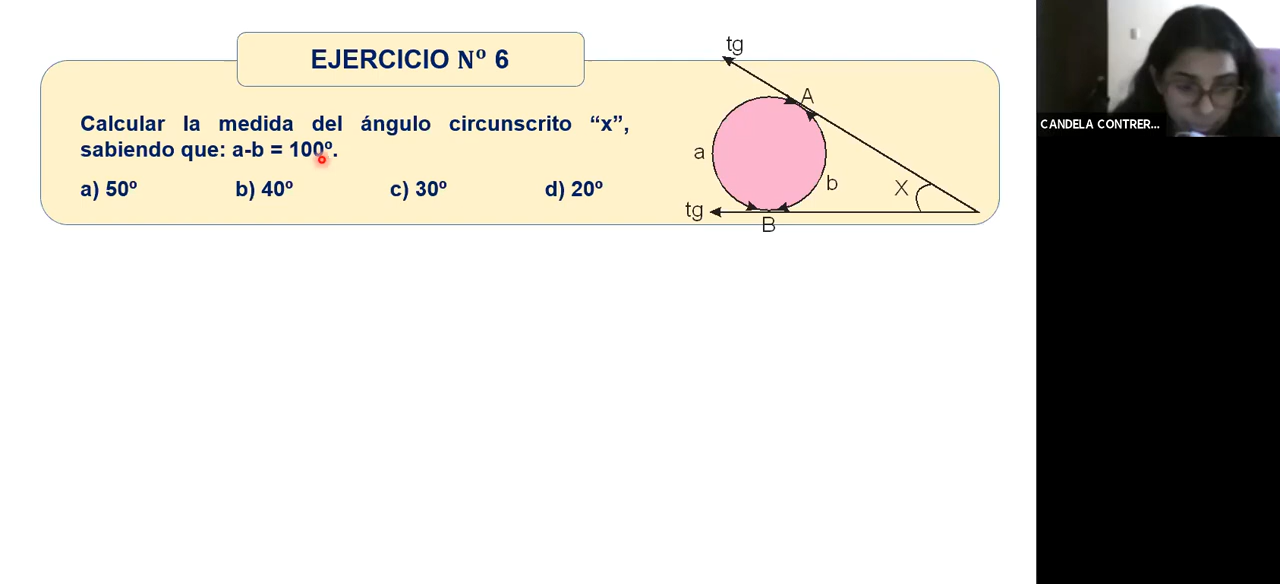 EJERCICIO Nº 6
Calcular la medida del ángulo circunscrito “x”,
sabiendo que: a-b = 100º.
a) 50º b) 40º c) 30º d) 20º
tg
A
a
b
X
tg
B
CANDELA CONTRER...